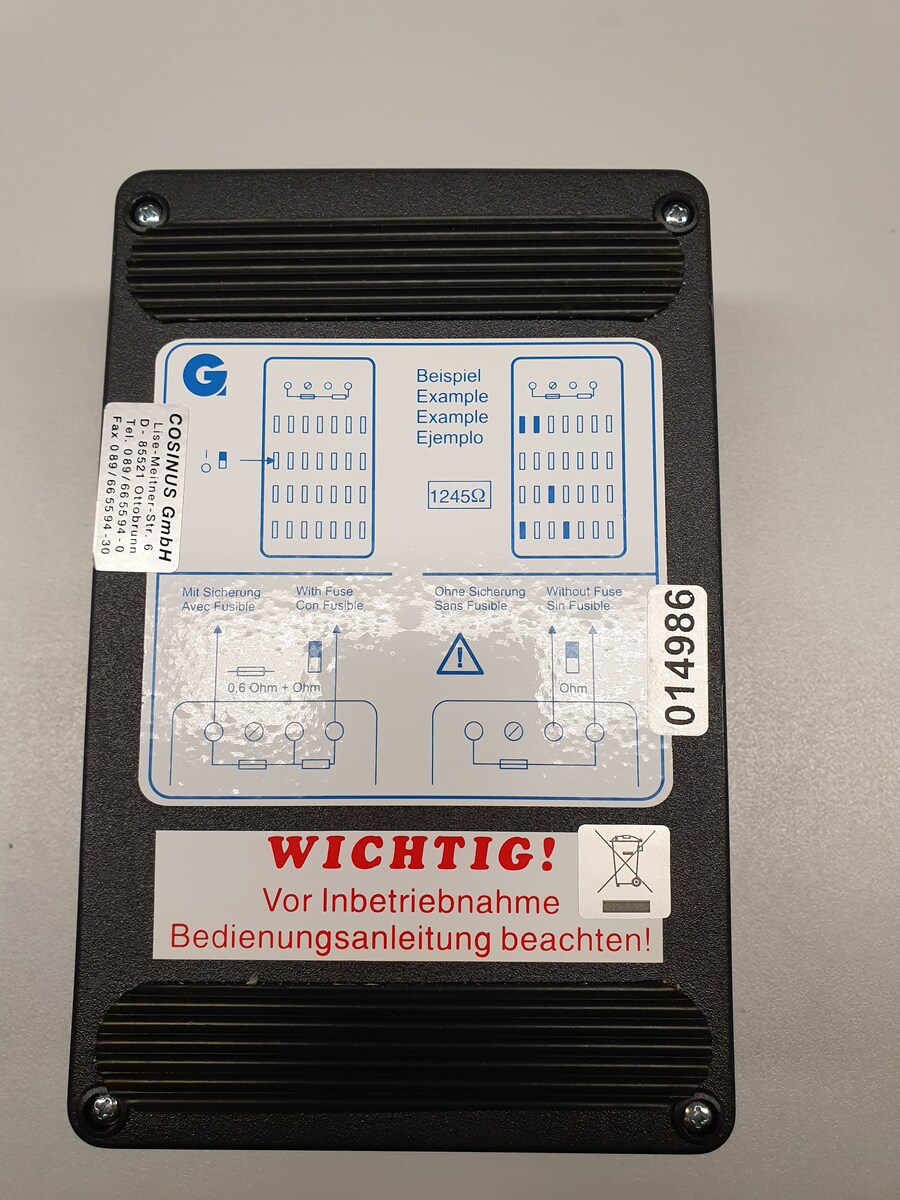 G
Beispiel
Example
Example
Ejemplo
1245Ω
COSINUS GmbH
Lise-Meitner-Str. 6
D - 85521 Ottobrunn
Tel. 089/665594-0
Fax 089/665594-30
Mit Sicherung
Avec Fusible
With Fuse
Con Fusible
0,6 Ohm + Ohm
Ohne Sicherung
Sans Fusible
Without Fuse
Sin Fusible
!
Ohm
014986
WICHTIG!
Vor Inbetriebnahme
Bedienungsanleitung beachten!